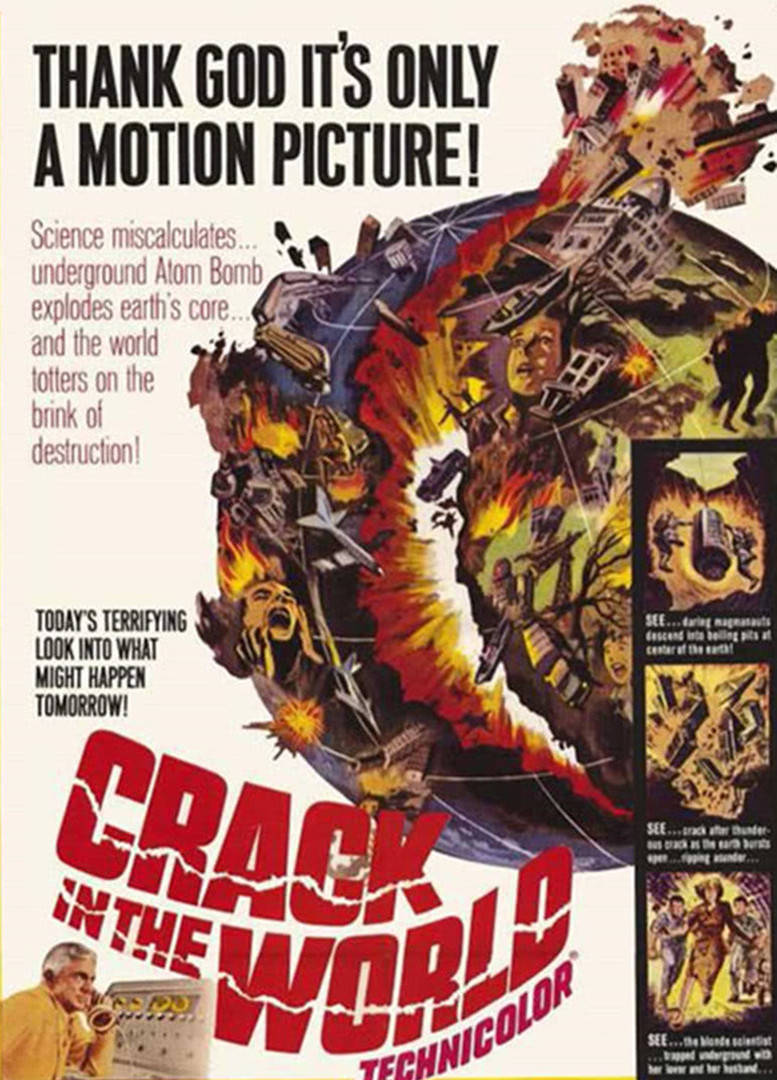 THANK GOD IT'S ONLY
A MOTION PICTURE!
Science miscalculates...
underground Atom Bomb
explodes earth's core...
and the world
totters on the
brink of
destruction!
TODAY'S TERRIFYING
LOOK INTO WHAT
MIGHT HAPPEN
TOMORROW!
CRACK
IN THE
WORLD
TECHNICOLOR®
SEE...daring magmanauts
descend into boiling pits at
center of the earth!
SEE...crack after thunder-
ous crack as the earth bursts
open...ripping asunder...
SEE...the blonde scientist
...trapped underground with
her lover and her husband...